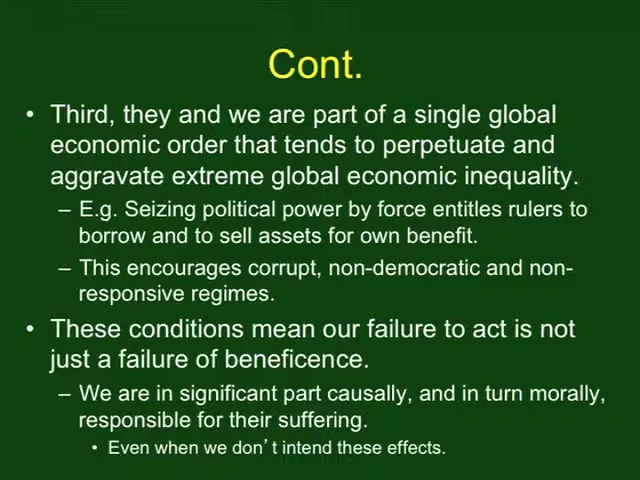 Cont.
• Third, they and we are part of a single global
economic order that tends to perpetuate and
aggravate extreme global economic inequality.
– E.g. Seizing political power by force entitles rulers to
borrow and to sell assets for own benefit.
– This encourages corrupt, non-democratic and non-
responsive regimes.
• These conditions mean our failure to act is not
just a failure of beneficence.
– We are in significant part causally, and in turn morally,
responsible for their suffering.
• Even when we don’t intend these effects.